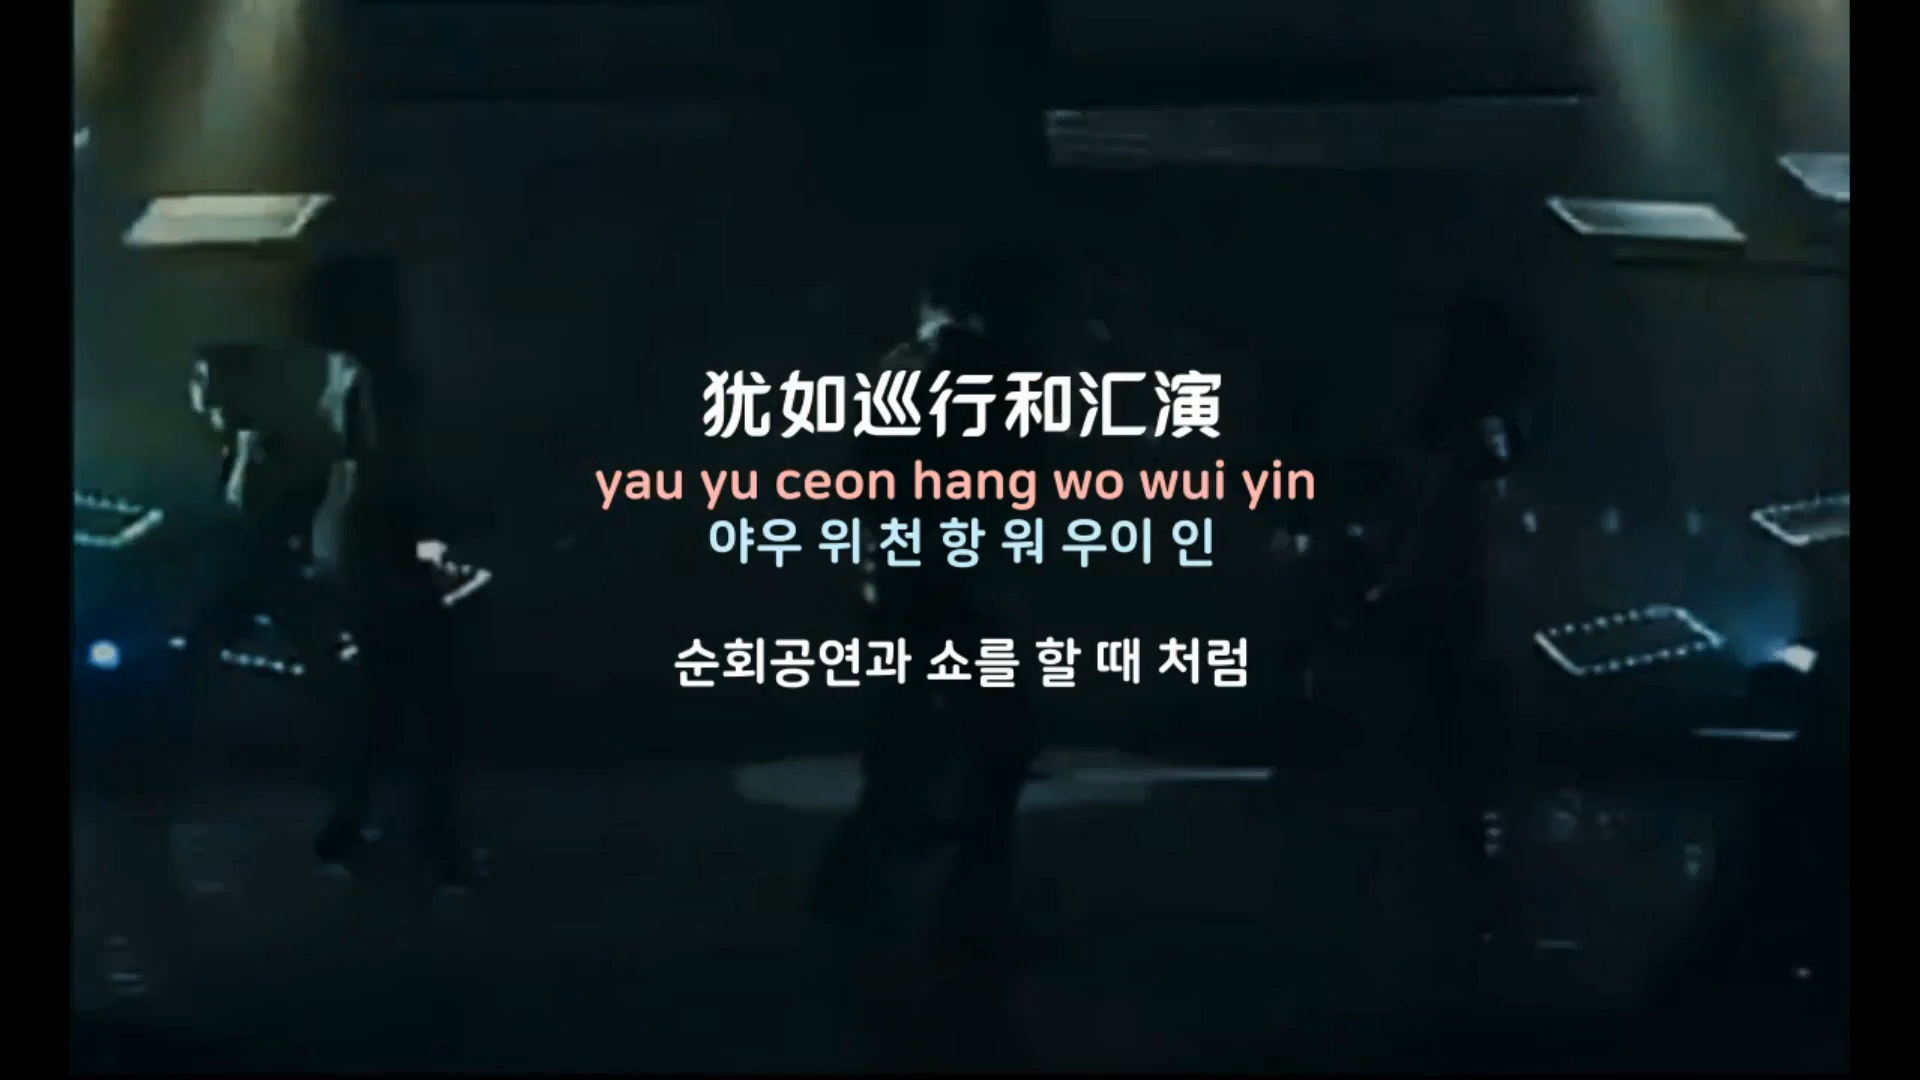 犹如巡行和汇演
yau yu ceon hang wo wui yin
야우 위 천 항 워 우이 인
순회공연과 쇼를 할 때 처럼